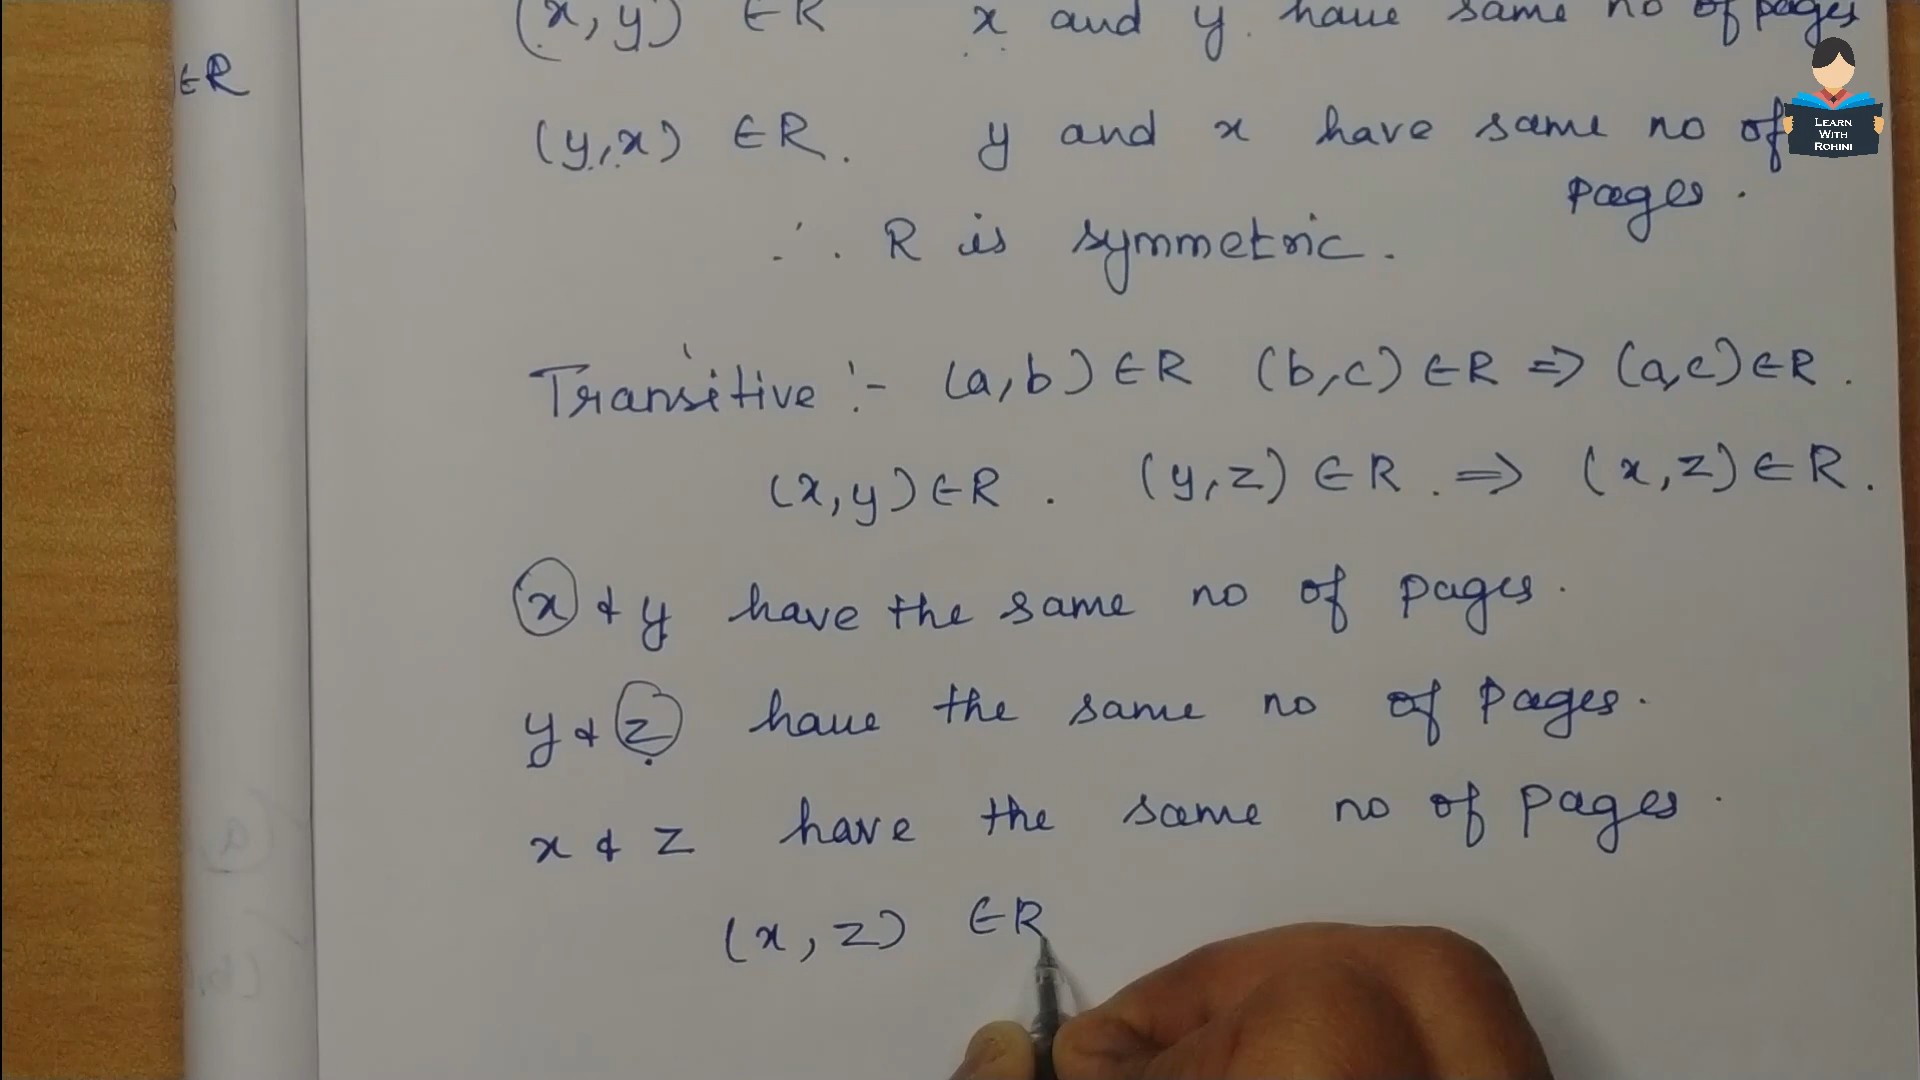 (x, y) ∈R x and y have same no of pages
∈R
(y,x) ∈R. y and x have same no of
pages.
∴ R is symmetric.
Transitive :- (a,b) ∈R (b,c) ∈R => (a,c) ∈R.
(x,y) ∈R. (y,z) ∈R. => (x,z) ∈R.
x & y have the same no of pages.
y & z have the same no of pages.
x & z have the same no of pages.
(x, z) ∈R
LEARN
WITH
ROHINI